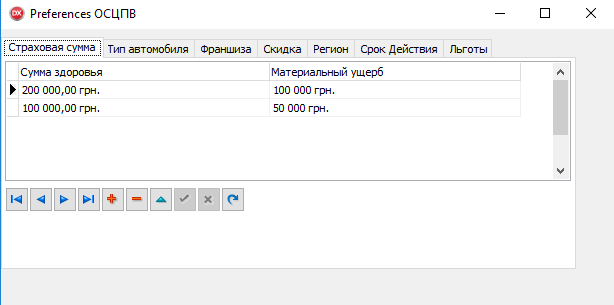 DX Preferences ОСЦПВ
Страховая сумма Тип автомобиля Франшиза Скидка Регион Срок Действия Льготы
Сумма здоровья Материальный ущерб
200 000,00 грн. 100 000 грн.
100 000,00 грн. 50 000 грн.